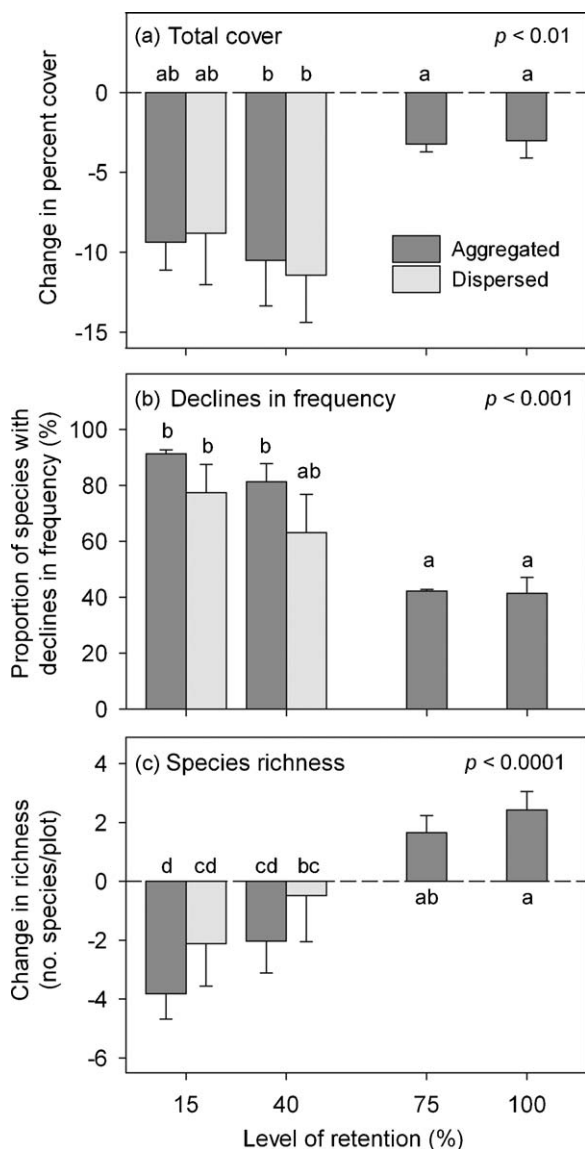 (a) Total cover
p < 0.01
ab ab b b a a
0
-5
-10
-15
Change in percent cover
Aggregated
Dispersed
(b) Declines in frequency
p < 0.001
100
80
60
40
20
0
b b b ab a a
Proportion of species with
declines in frequency (%)
(c) Species richness
p < 0.0001
4
2
0
-2
-4
-6
d cd cd bc ab a
Change in richness
(no. species/plot)
15 40 75 100
Level of retention (%)